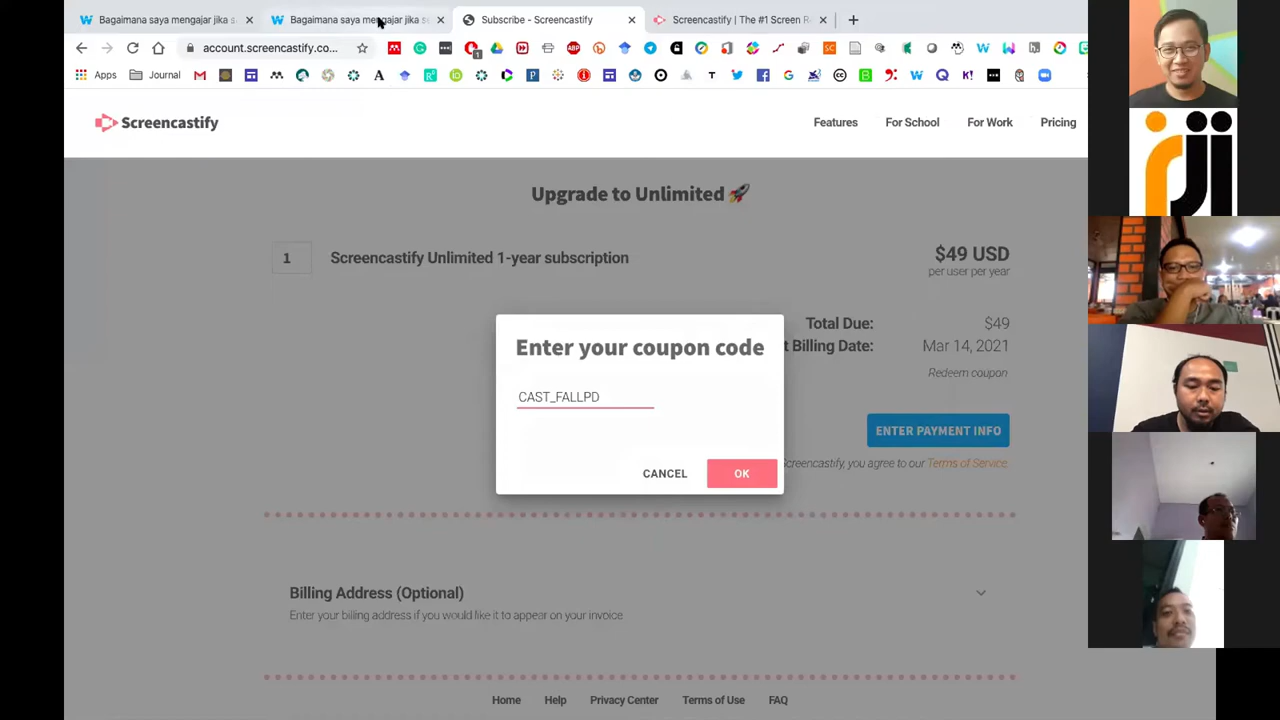 Bagaimana saya mengajar jika s
Bagaimana saya mengajar jika se
Subscribe - Screencastify
Screencastify | The #1 Screen R
account.screencastify.co...
Apps
Journal
Screencastify
Features
For School
For Work
Pricing
Upgrade to Unlimited 🚀
1
Screencastify Unlimited 1-year subscription
$49 USD
per user per year
Total Due:
$49
t Billing Date:
Mar 14, 2021
Redeem coupon
Enter your coupon code
CAST_FALLPD
CANCEL
OK
ENTER PAYMENT INFO
Screencastify, you agree to our Terms of Service.
Billing Address (Optional)
Enter your billing address if you would like it to appear on your invoice
Home
Help
Privacy Center
Terms of Use
FAQ
rji